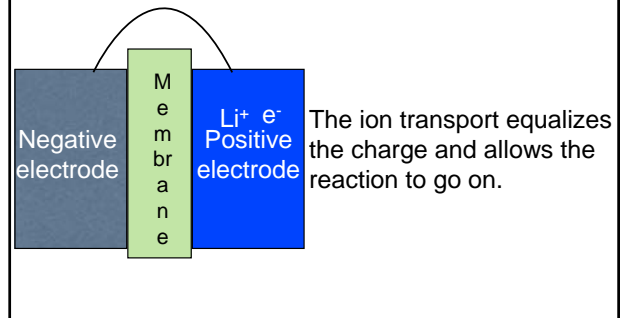 Negative
electrode
M
e
m
br
a
n
e
Li⁺ e⁻
Positive
electrode
The ion transport equalizes
the charge and allows the
reaction to go on.